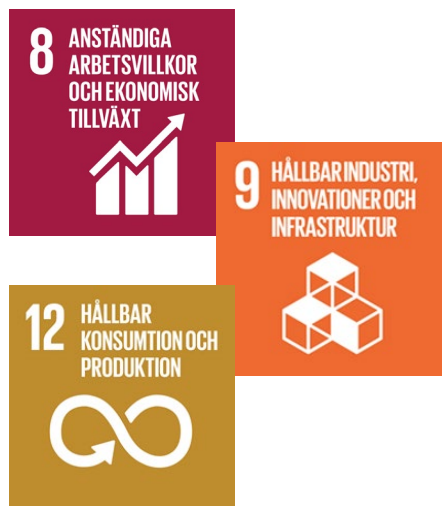 8 ANSTÄNDIGA
ARBETSVILLKOR
OCH EKONOMISK
TILLVÄXT
9 HÅLLBAR INDUSTRI,
INNOVATIONER OCH
INFRASTRUKTUR
12 HÅLLBAR
KONSUMTION OCH
PRODUKTION